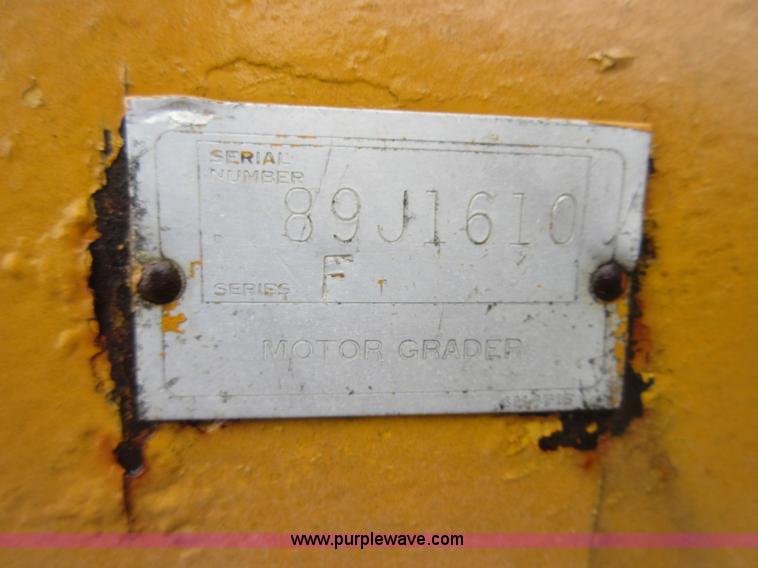 SERIAL
NUMBER
89J1610
SERIES F
MOTOR GRADER
www.purplewave.com